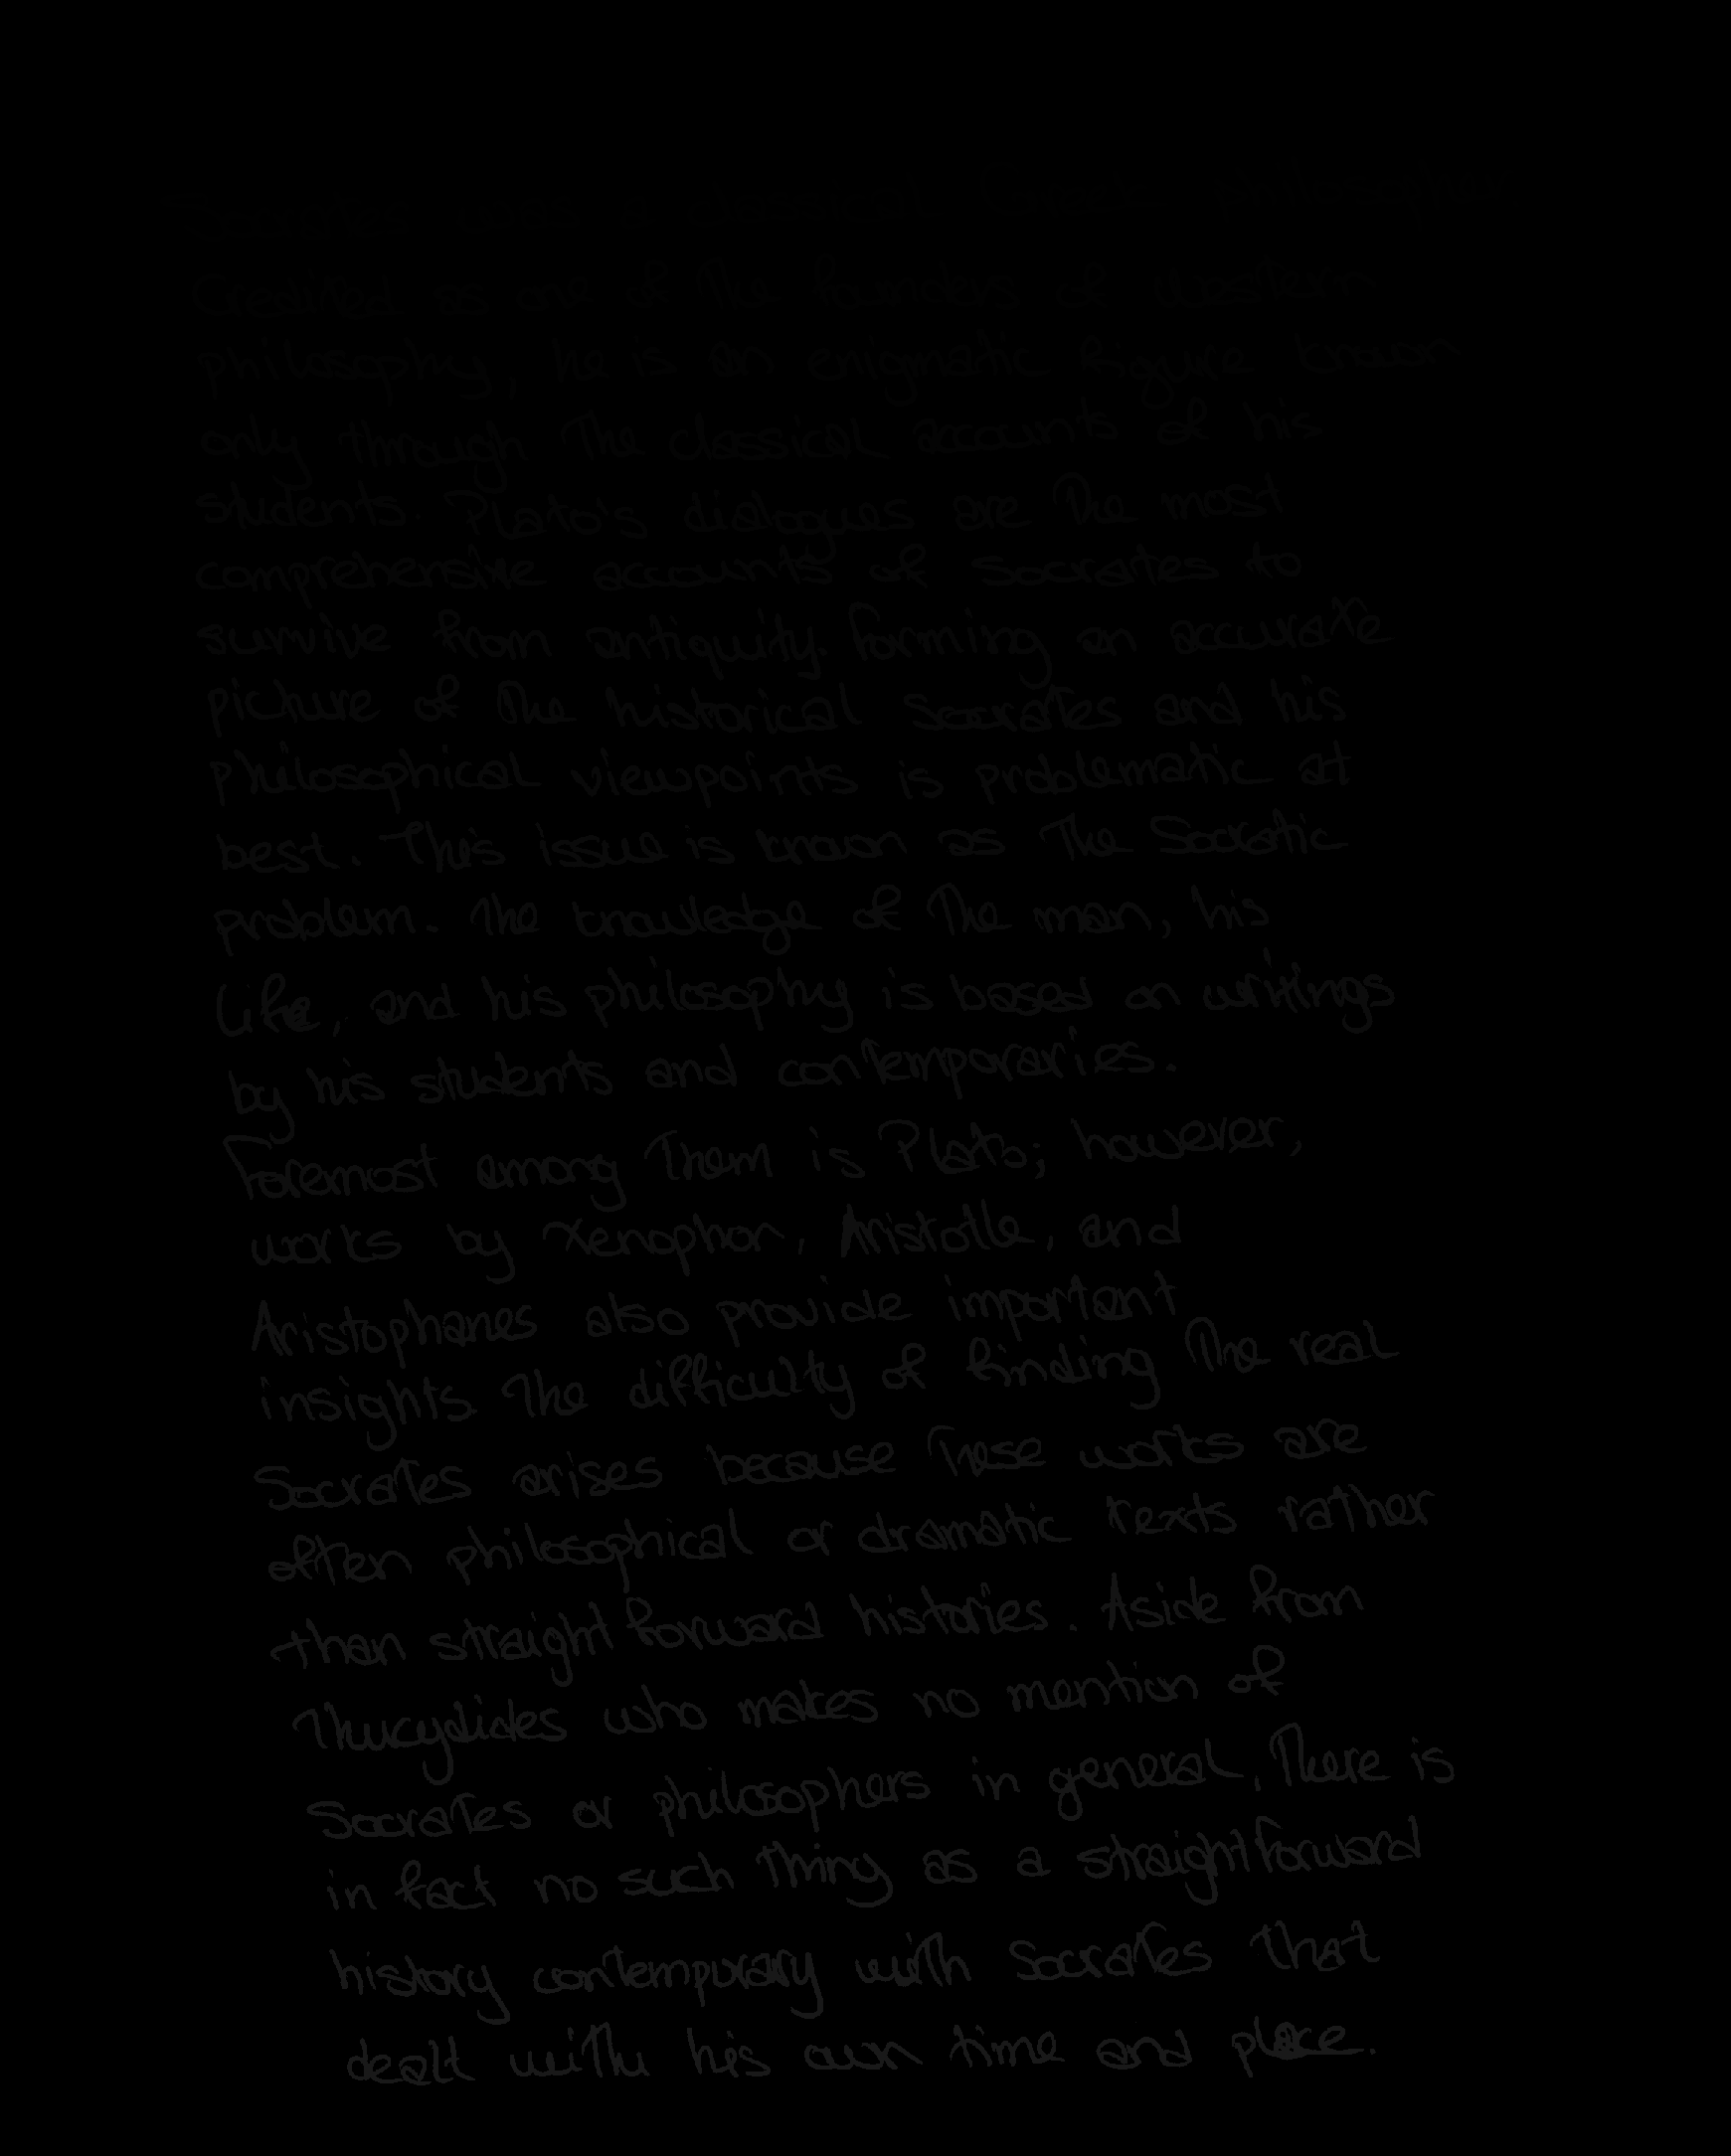 Socrates was a classical Greek philosopher
Credited as one of the founders of western
philosophy, he is an enigmatic figure known
only through the classical accounts of his
students. Plato's dialogues are the most
comprehensive accounts of Socrates to
survive from antiquity. Forming an accurate
picture of the historical Socrates and his
philosophical viewpoints is problematic at
best. This issue is known as the Socratic
problem. The knowledge of the man, his
life, and his philosophy is based on writings
by his students and contemporaries.
Foremost among them is Plato; however,
works by Xenophon, Aristotle, and
Aristophanes also provide important
insights. The difficulty of finding the real
Socrates arises because these works are
often philosophical or dramatic texts rather
than straightforward histories. Aside from
Thucydides who makes no mention of
Socrates or philosophers in general. There is
in fact no such thing as a straightforward
history contemporary with Socrates that
dealt with his own time and place.